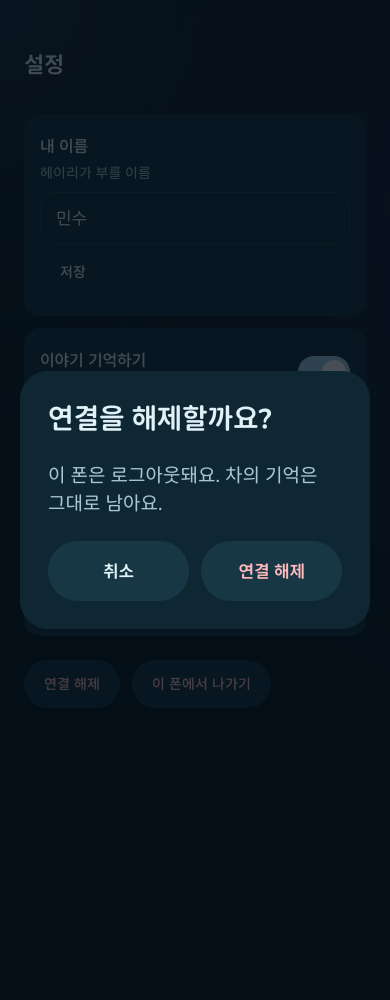 설정
내 이름
헤이리가 부를 이름
민수
저장
이야기 기억하기
연결을 해제할까요?
이 폰은 로그아웃돼요. 차의 기억은
그대로 남아요.
취소
연결 해제
연결 해제
이 폰에서 나가기